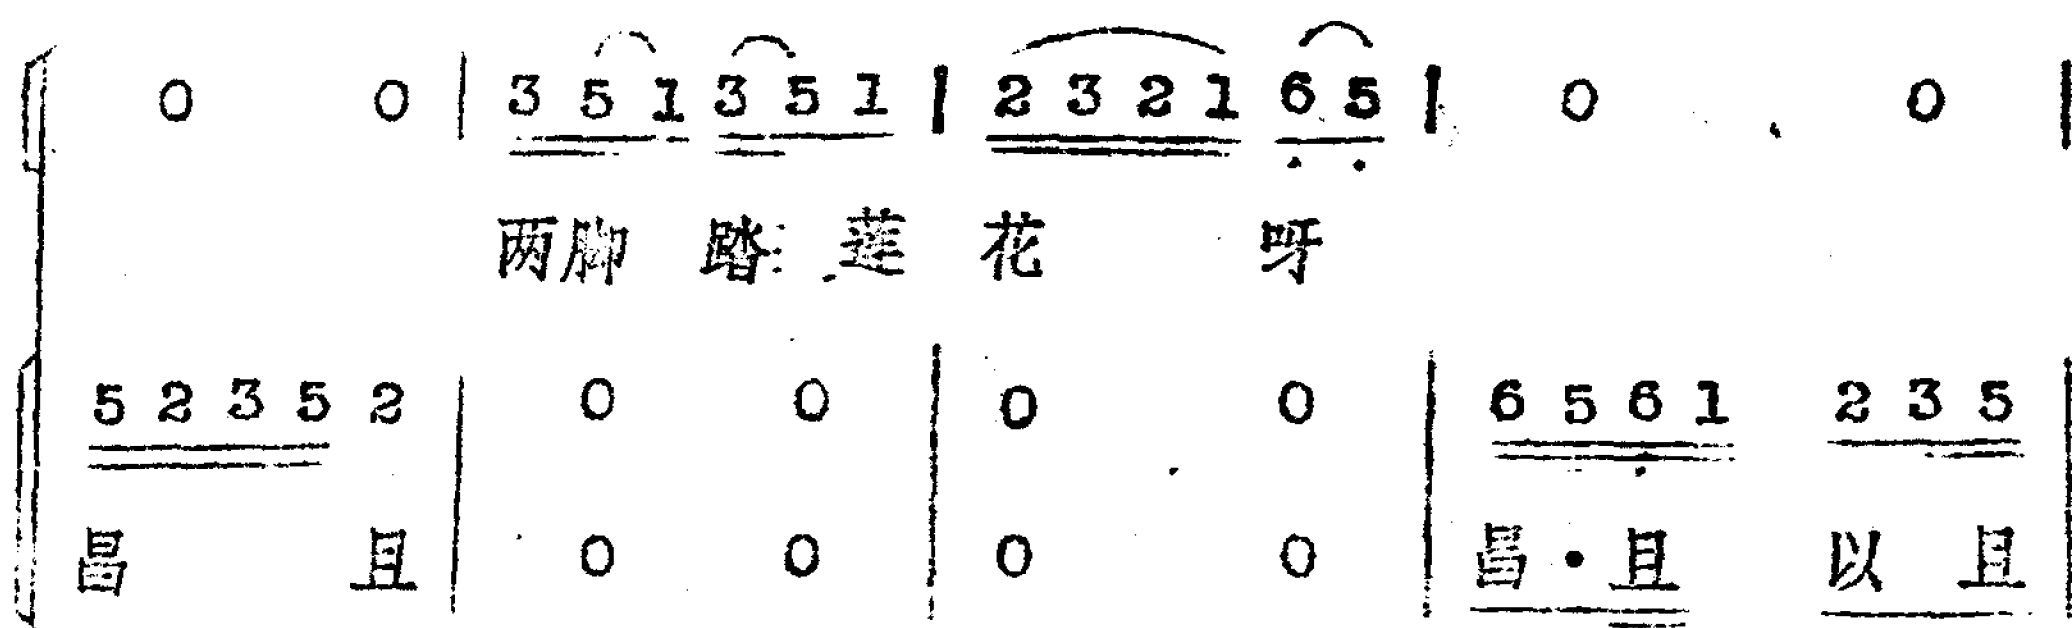 0 0 | 3 5 1 3 5 1 | 2 3 2 1 6 5 | 0 0 |
两脚 踏 莲 花 呀
5 2 3 5 2 | 0 0 | 0 0 | 6 5 6 1 2 3 5 |
昌 且 | 0 0 | 0 0 | 昌·且 以 且 |